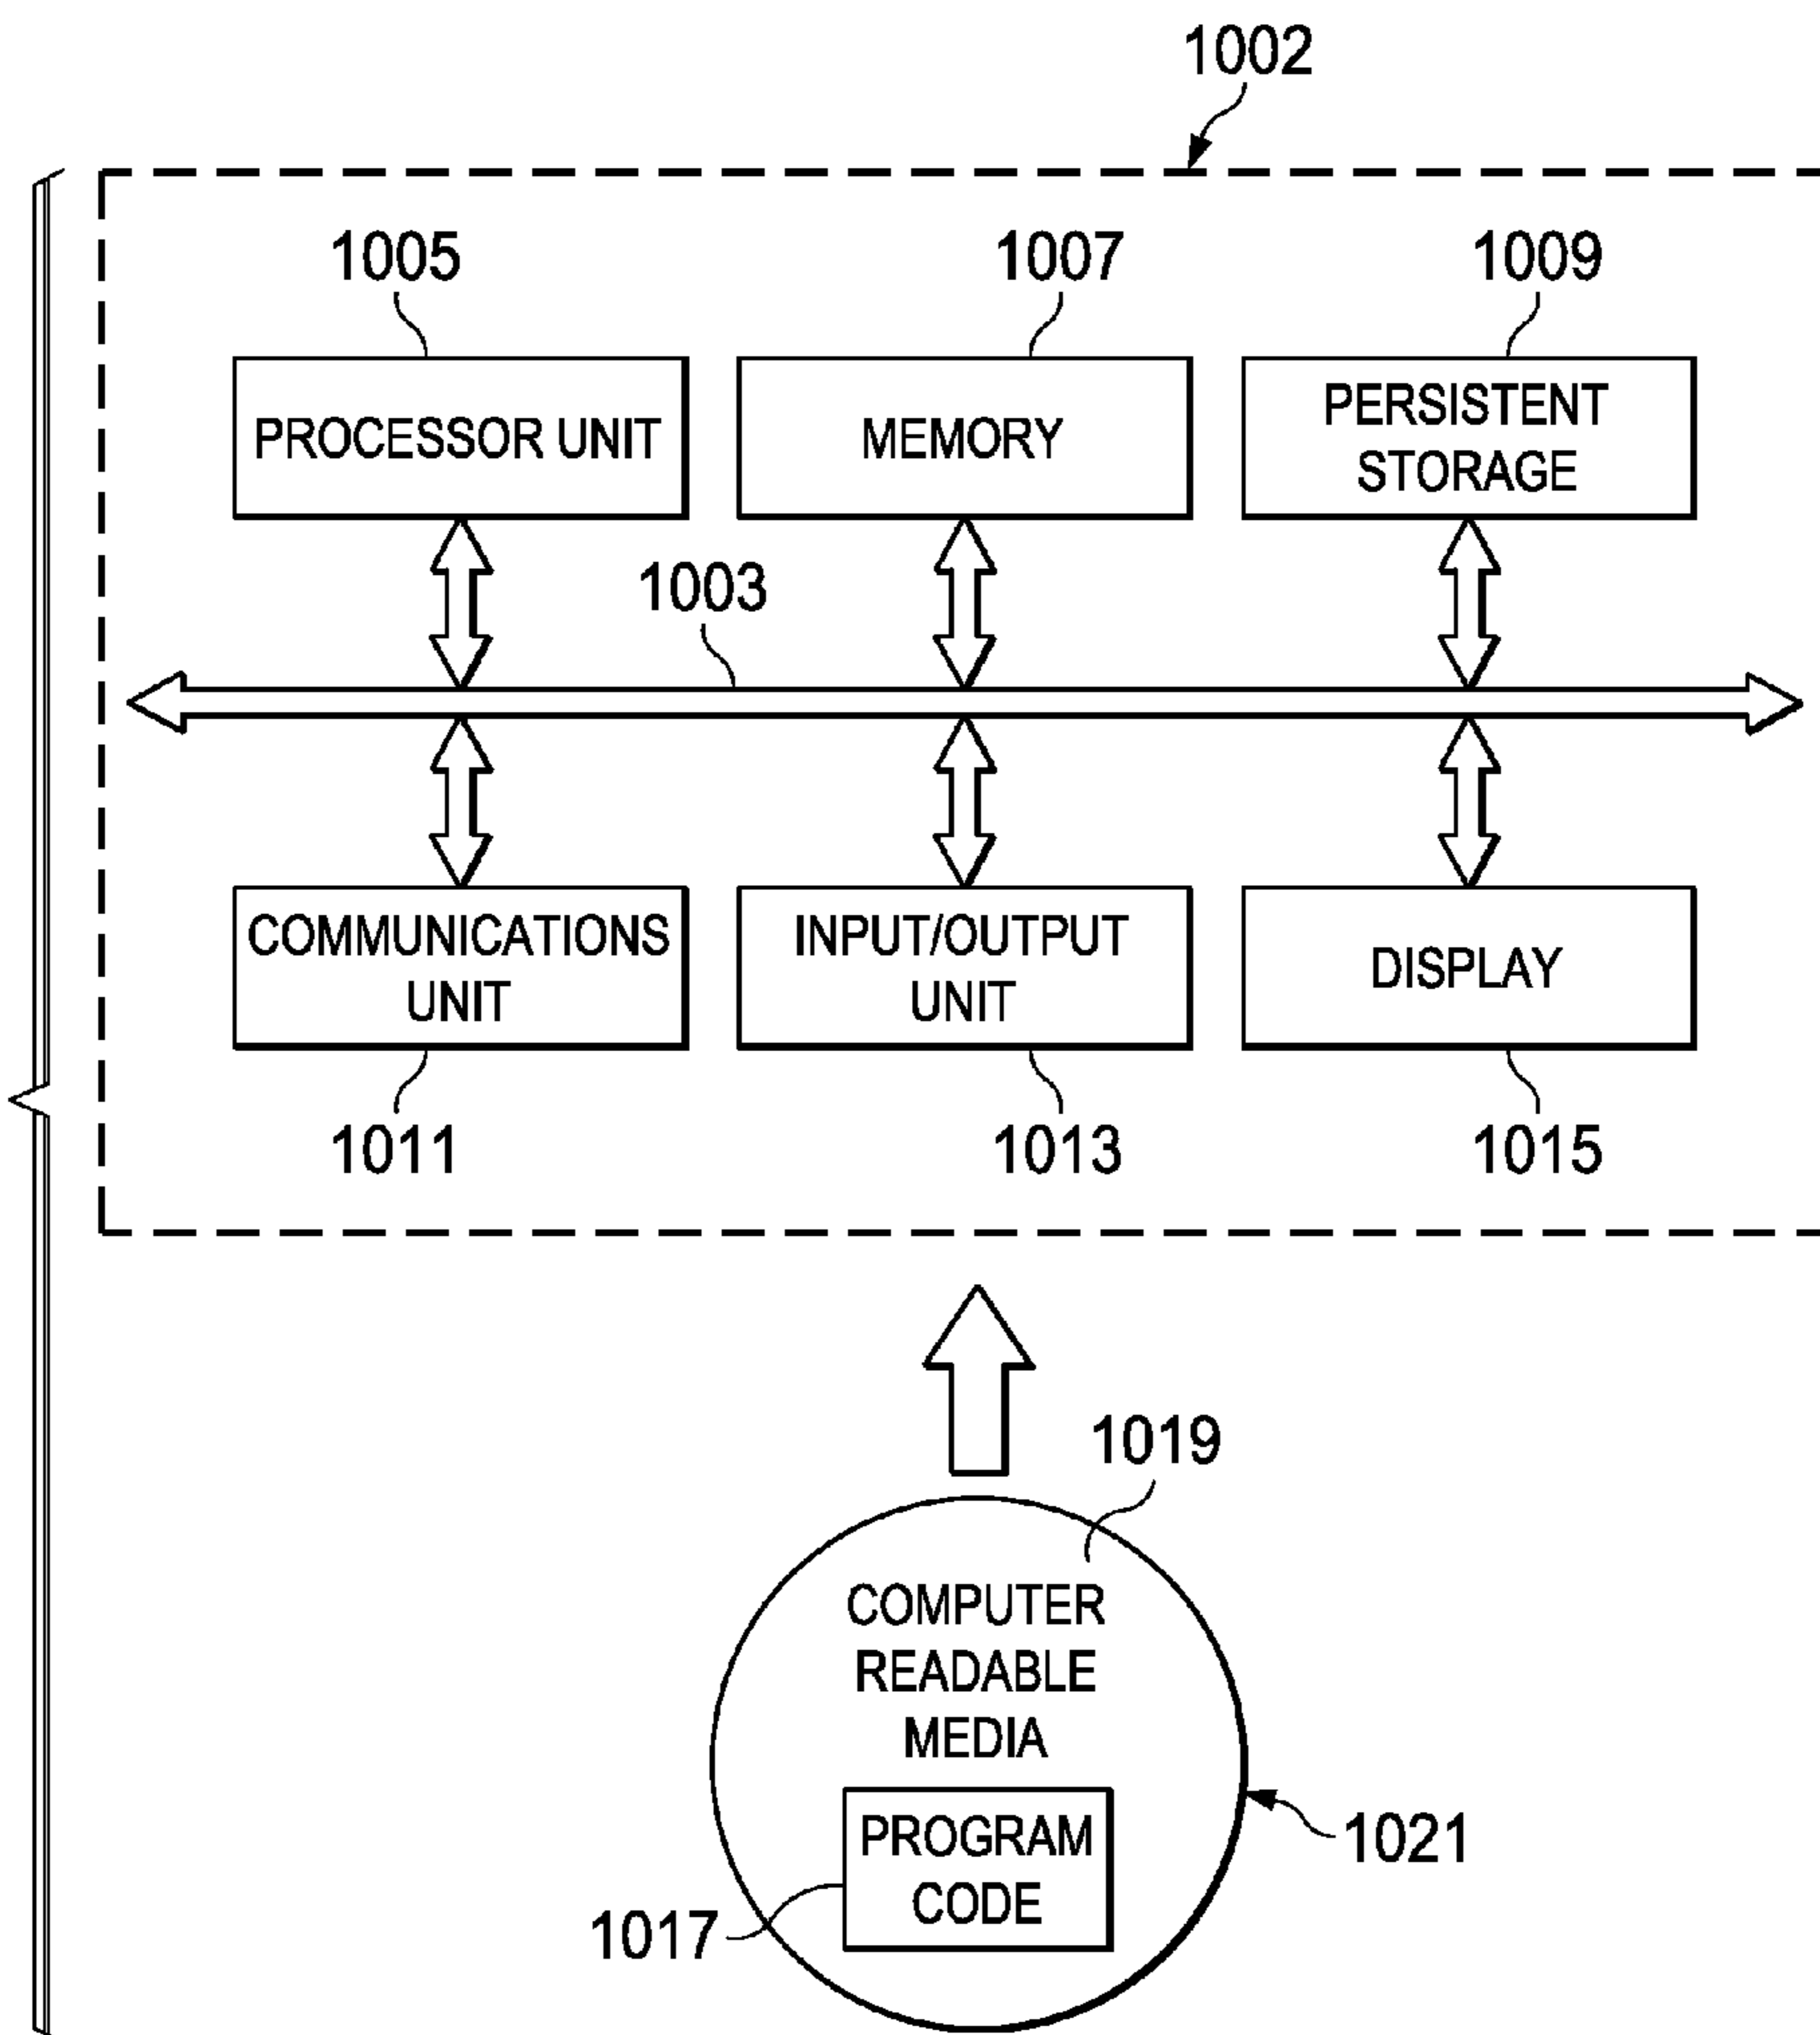 1002
1005
1007
1009
PROCESSOR UNIT
MEMORY
PERSISTENT
STORAGE
1003
COMMUNICATIONS
UNIT
INPUT/OUTPUT
UNIT
DISPLAY
1011
1013
1015
1019
COMPUTER
READABLE
MEDIA
PROGRAM
CODE
1021
1017